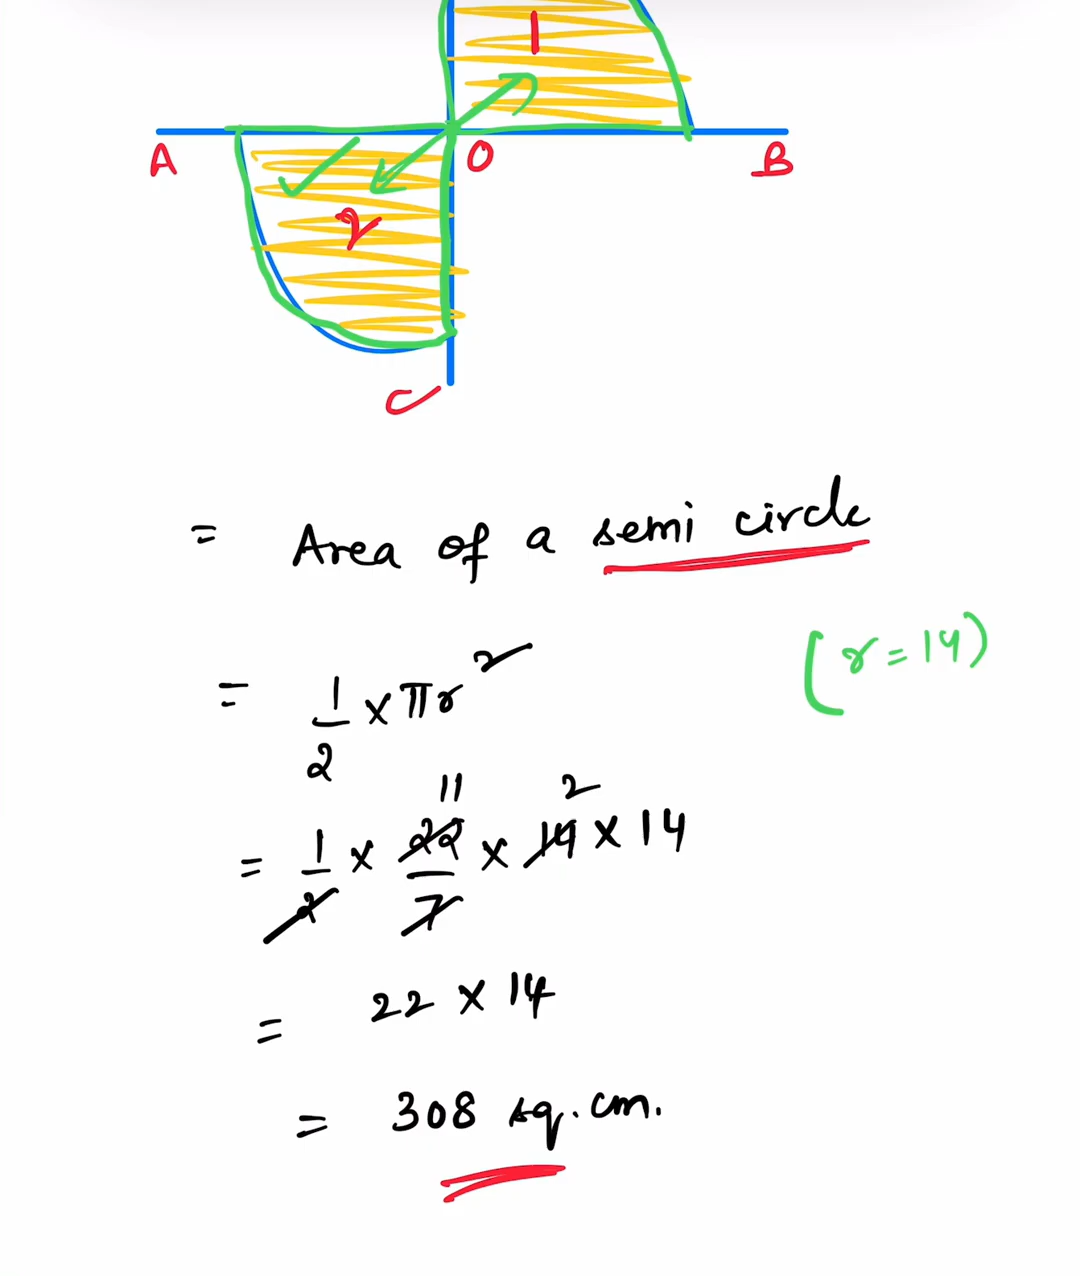 1
A O B
2
C
= Area of a semi circle
(r = 14)
= 1/2 × πr²
11 2
= 1/2 × 22/7 × 14 × 14
= 22 × 14
= 308 sq. cm.